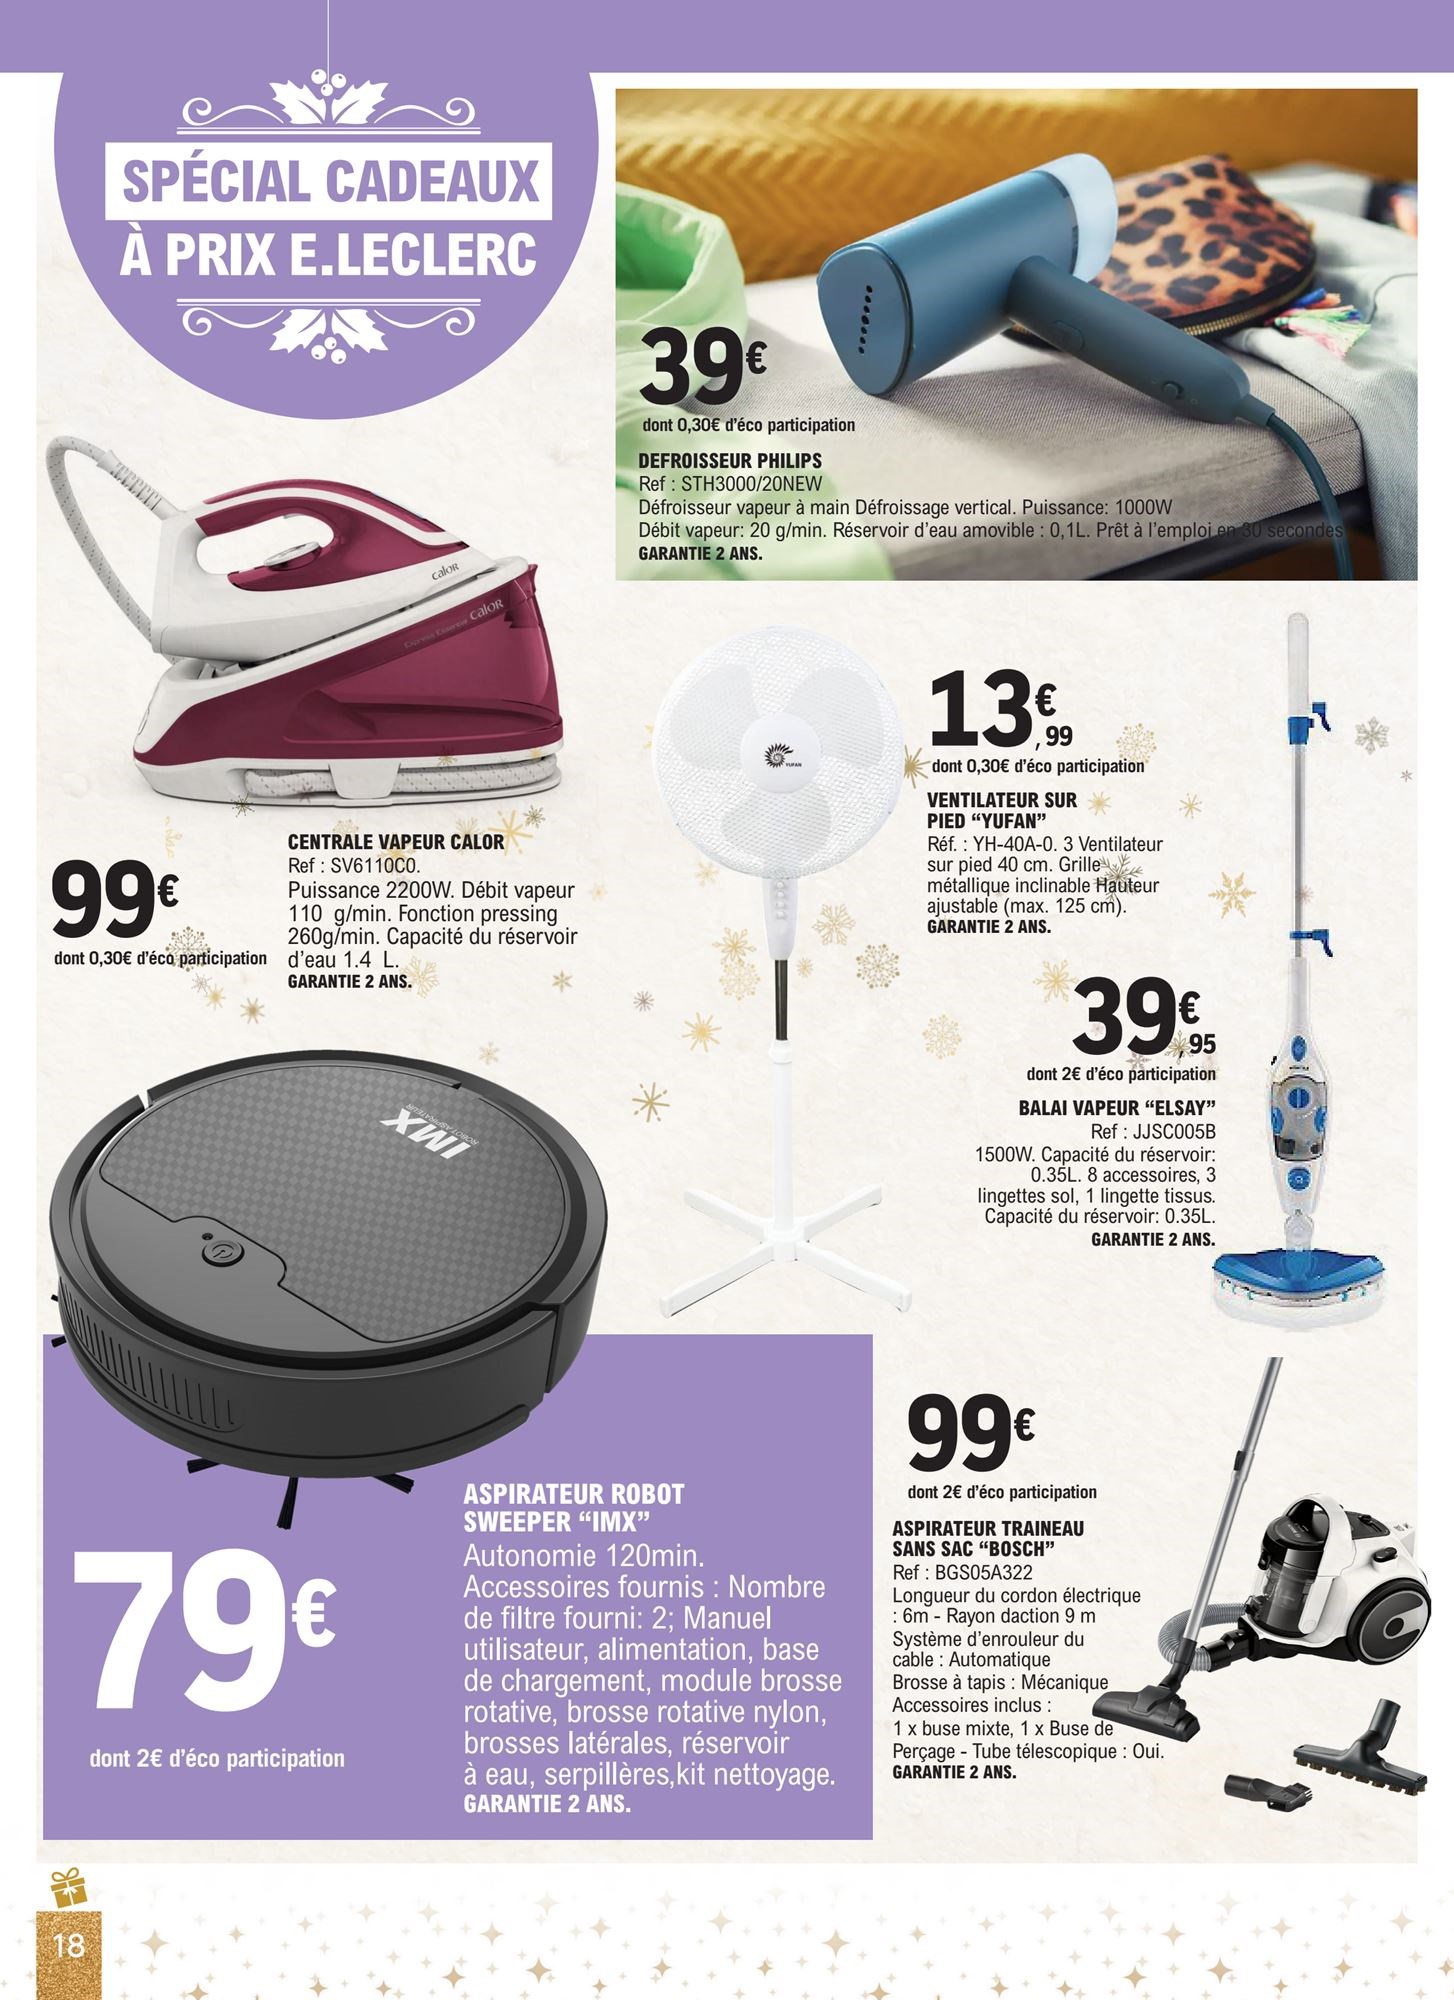 SPÉCIAL CADEAUX
À PRIX E.LECLERC
39€
dont 0,30€ d'éco participation
DEFROISSEUR PHILIPS
Ref : STH3000/20NEW
Défroisseur vapeur à main Défroissage vertical. Puissance: 1000W
Débit vapeur: 20 g/min. Réservoir d'eau amovible : 0,1L. Prêt à l'emploi en 30 secondes
GARANTIE 2 ANS.
calor
Express Essential calor
CENTRALE VAPEUR CALOR
Ref : SV6110C0.
Puissance 2200W. Débit vapeur
110 g/min. Fonction pressing
260g/min. Capacité du réservoir
d'eau 1.4 L.
GARANTIE 2 ANS.
99€
dont 0,30€ d'éco participation
YUFAN
13€,99
dont 0,30€ d'éco participation
VENTILATEUR SUR
PIED “YUFAN”
Réf. : YH-40A-0. 3 Ventilateur
sur pied 40 cm. Grille
métallique inclinable Hauteur
ajustable (max. 125 cm).
GARANTIE 2 ANS.
39€,95
dont 2€ d'éco participation
BALAI VAPEUR “ELSAY”
Ref : JJSC005B
1500W. Capacité du réservoir:
0.35L. 8 accessoires, 3
lingettes sol, 1 lingette tissus.
Capacité du réservoir: 0.35L.
GARANTIE 2 ANS.
IMX
ROBOT ASPIRATEUR
79€
dont 2€ d'éco participation
ASPIRATEUR ROBOT
SWEEPER “IMX”
Autonomie 120min.
Accessoires fournis : Nombre
de filtre fourni: 2; Manuel
utilisateur, alimentation, base
de chargement, module brosse
rotative, brosse rotative nylon,
brosses latérales, réservoir
à eau, serpillères,kit nettoyage.
GARANTIE 2 ANS.
99€
dont 2€ d'éco participation
ASPIRATEUR TRAINEAU
SANS SAC “BOSCH”
Ref : BGS05A322
Longueur du cordon électrique
: 6m - Rayon daction 9 m
Système d'enrouleur du
cable : Automatique
Brosse à tapis : Mécanique
Accessoires inclus :
1 x buse mixte, 1 x Buse de
Perçage - Tube télescopique : Oui.
GARANTIE 2 ANS.
18